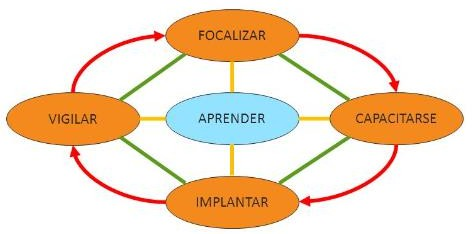 FOCALIZAR
VIGILAR
APRENDER
CAPACITARSE
IMPLANTAR